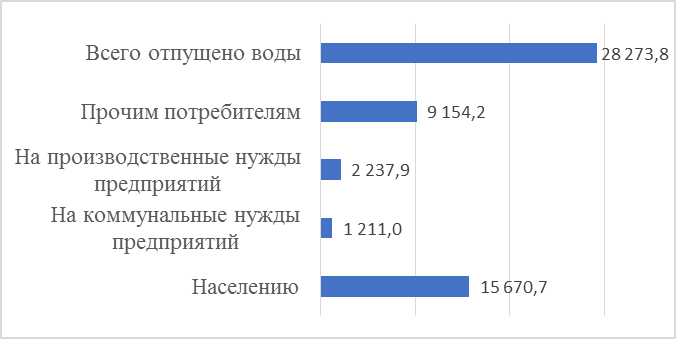 Всего отпущено воды 28 273,8
Прочим потребителям 9 154,2
На производственные нужды
предприятий 2 237,9
На коммунальные нужды
предприятий 1 211,0
Населению 15 670,7